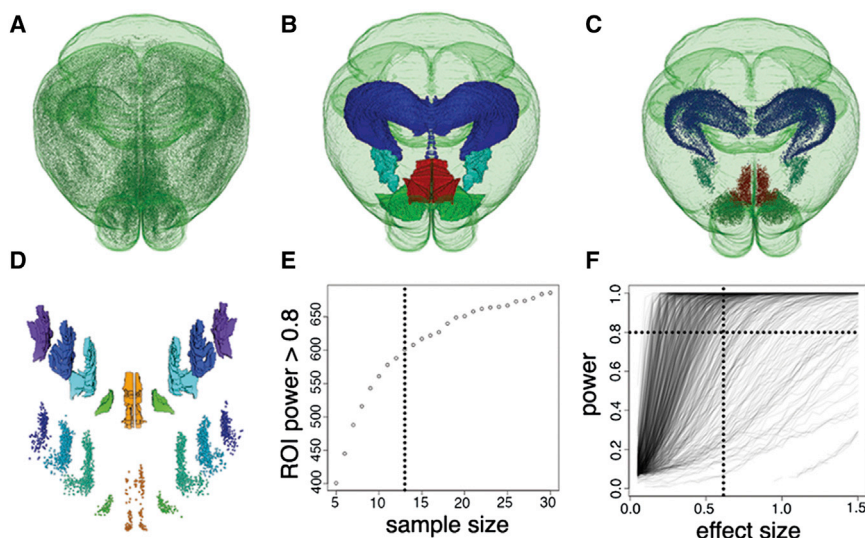 A
B
C
D
E
ROI power > 0.8
400 450 500 550 600 650
5 10 15 20 25 30
sample size
F
power
0.0 0.2 0.4 0.6 0.8 1.0
0.0 0.5 1.0 1.5
effect size